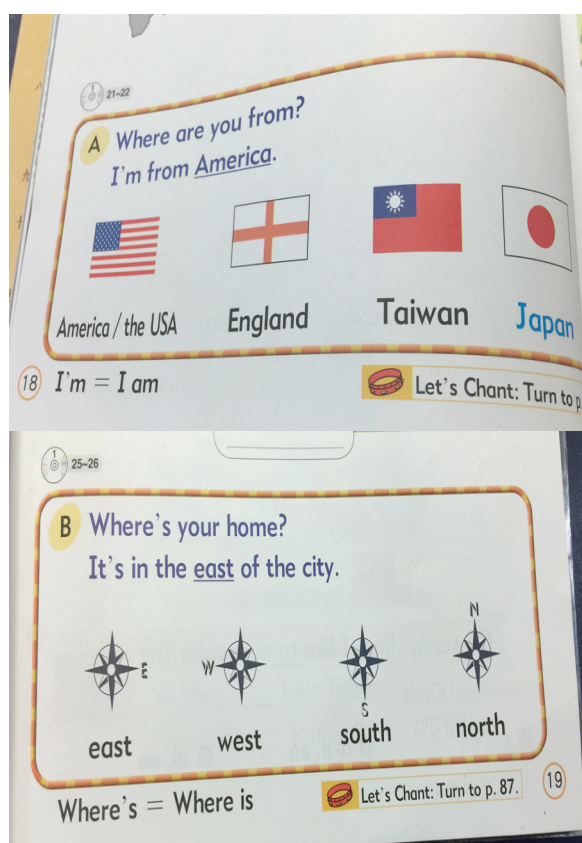 1
21~22
A Where are you from?
I'm from America.
America / the USA England Taiwan Japan
18 I'm = I am
Let's Chant: Turn to p
1
25~26
B Where's your home?
It's in the east of the city.
N
E W
S
east west south north
Where's = Where is
Let's Chant: Turn to p. 87. 19